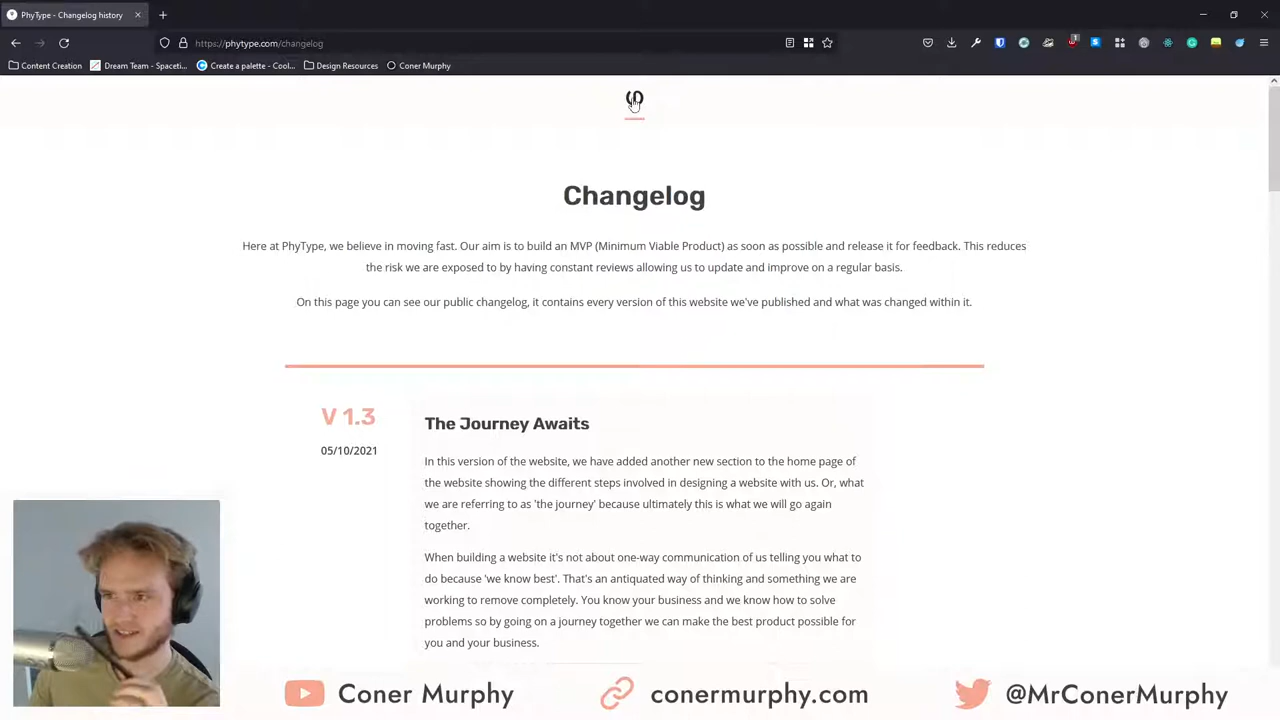 PhyType - Changelog history
https://phytype.com/changelog
Content Creation
Dream Team - Spaceti...
Create a palette - Cool...
Design Resources
Coner Murphy
φ
Changelog
Here at PhyType, we believe in moving fast. Our aim is to build an MVP (Minimum Viable Product) as soon as possible and release it for feedback. This reduces
the risk we are exposed to by having constant reviews allowing us to update and improve on a regular basis.
On this page you can see our public changelog, it contains every version of this website we've published and what was changed within it.
V 1.3
05/10/2021
The Journey Awaits
In this version of the website, we have added another new section to the home page of
the website showing the different steps involved in designing a website with us. Or, what
we are referring to as 'the journey' because ultimately this is what we will go again
together.
When building a website it's not about one-way communication of us telling you what to
do because 'we know best'. That's an antiquated way of thinking and something we are
working to remove completely. You know your business and we know how to solve
problems so by going on a journey together we can make the best product possible for
you and your business.
Coner Murphy
conermurphy.com
@MrConerMurphy